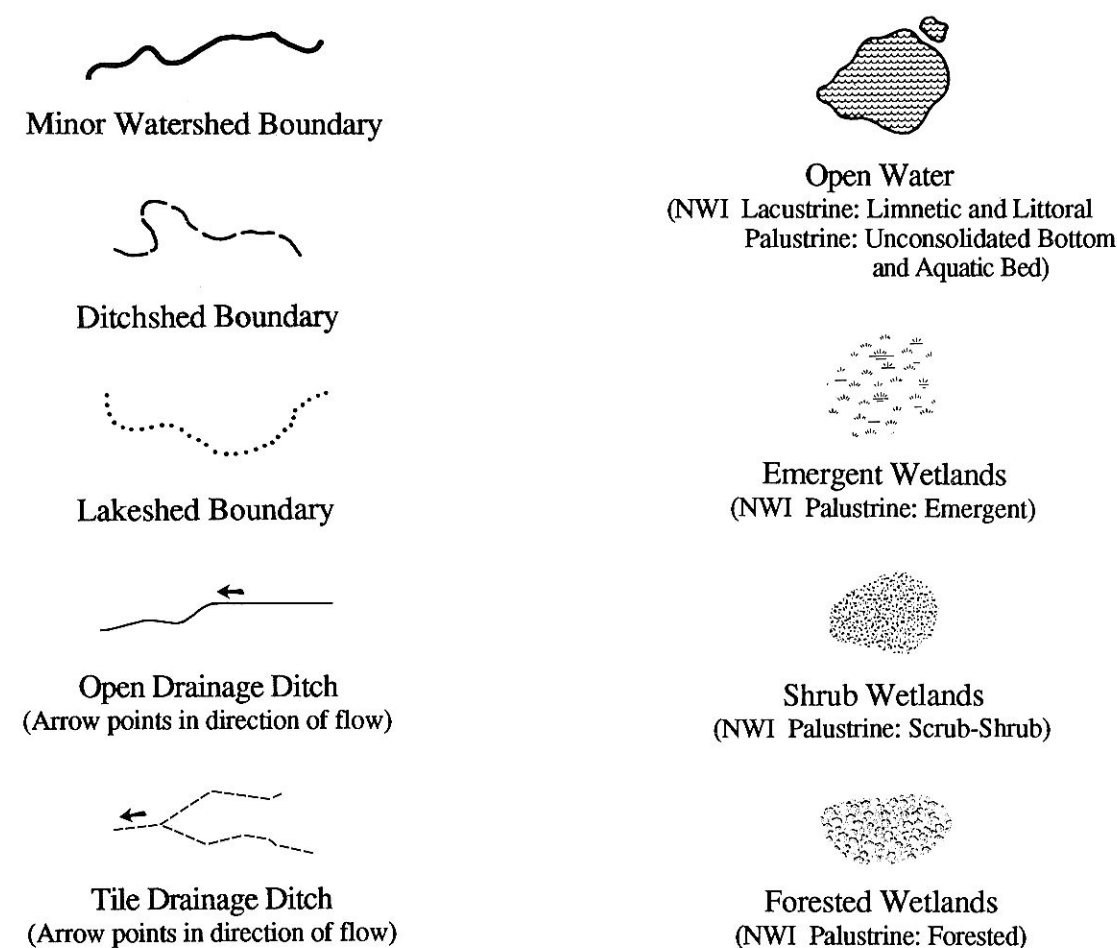 Minor Watershed Boundary
Ditchshed Boundary
Lakeshed Boundary
Open Drainage Ditch
(Arrow points in direction of flow)
Tile Drainage Ditch
(Arrow points in direction of flow)
Open Water
(NWI Lacustrine: Limnetic and Littoral
Palustrine: Unconsolidated Bottom
and Aquatic Bed)
Emergent Wetlands
(NWI Palustrine: Emergent)
Shrub Wetlands
(NWI Palustrine: Scrub-Shrub)
Forested Wetlands
(NWI Palustrine: Forested)